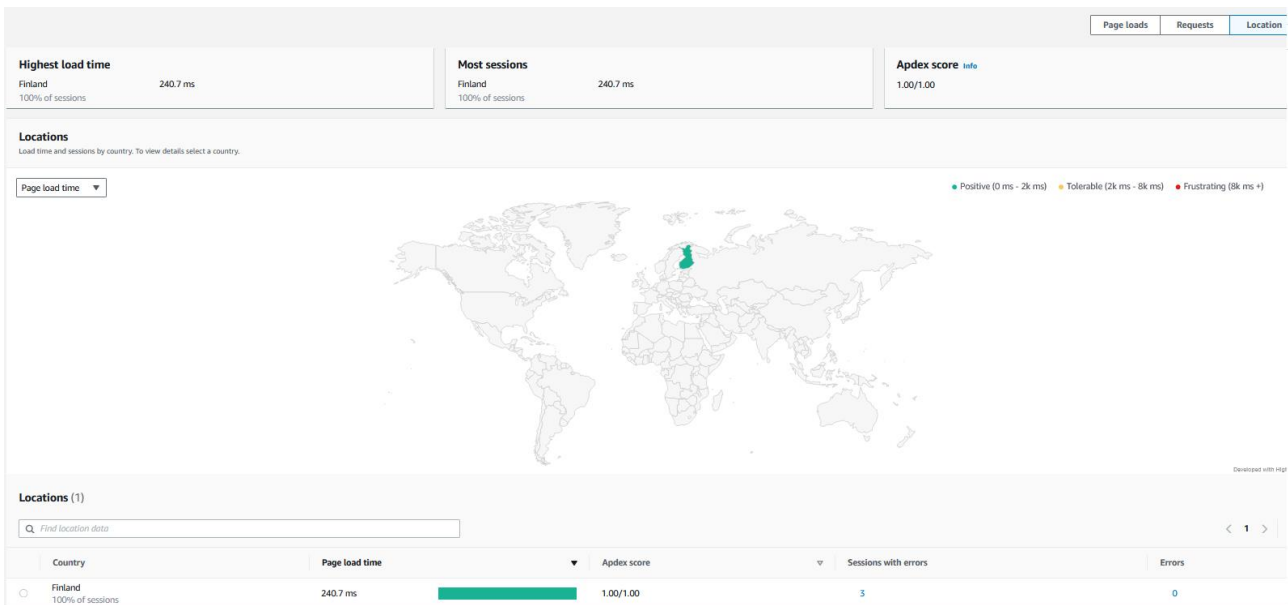 Page loads Requests Location
Highest load time
Finland 240.7 ms
100% of sessions
Most sessions
Finland 240.7 ms
100% of sessions
Apdex score Info
1.00/1.00
Locations
Load time and sessions by country. To view details select a country.
Page load time
Positive (0 ms - 2k ms) Tolerable (2k ms - 8k ms) Frustrating (8k ms +)
Developed with High
Locations (1)
Find location data
1
Country Page load time Apdex score Sessions with errors Errors
Finland 240.7 ms 1.00/1.00 3 0
100% of sessions